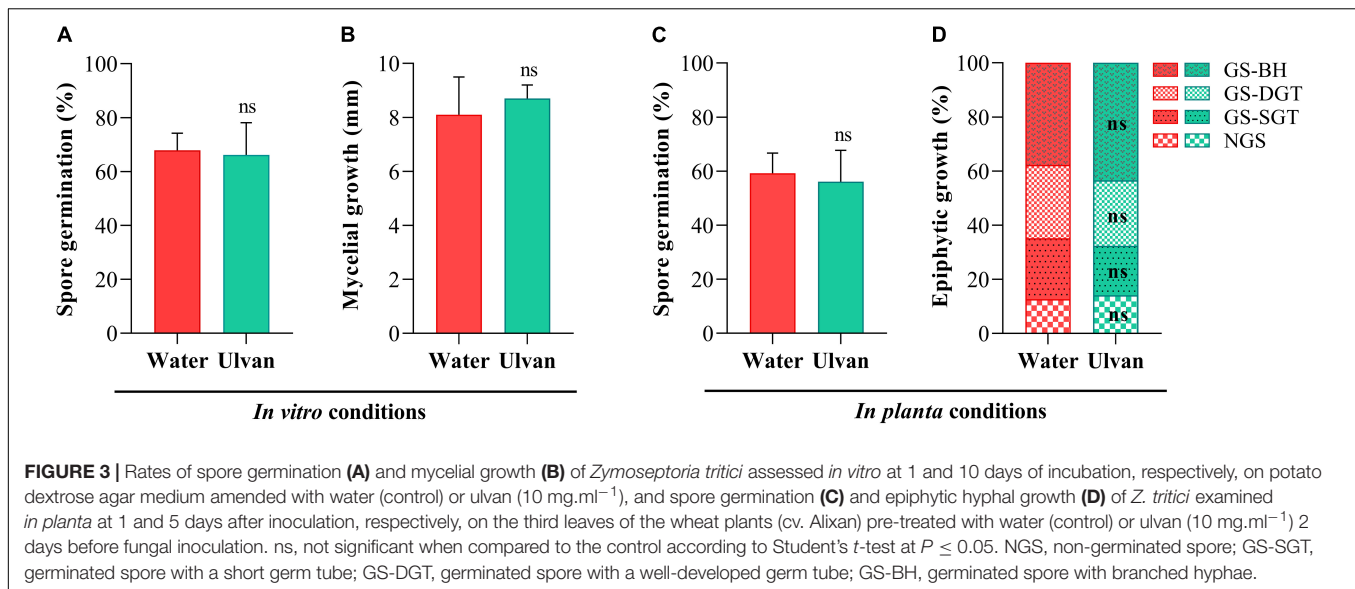 A
B
C
D
Spore germination (%)
100
80
60
40
20
0
ns
Water Ulvan
Mycelial growth (mm)
10
8
6
4
2
0
ns
Water Ulvan
In vitro conditions
Spore germination (%)
100
80
60
40
20
0
ns
Water Ulvan
Epiphytic growth (%)
100
80
60
40
20
0
ns
ns
ns
ns
Water Ulvan
In planta conditions
GS-BH
GS-DGT
GS-SGT
NGS
FIGURE 3 | Rates of spore germination (A) and mycelial growth (B) of Zymoseptoria tritici assessed in vitro at 1 and 10 days of incubation, respectively, on potato
dextrose agar medium amended with water (control) or ulvan (10 mg.ml−1), and spore germination (C) and epiphytic hyphal growth (D) of Z. tritici examined
in planta at 1 and 5 days after inoculation, respectively, on the third leaves of the wheat plants (cv. Alixan) pre-treated with water (control) or ulvan (10 mg.ml−1) 2
days before fungal inoculation. ns, not significant when compared to the control according to Student's t-test at P ≤ 0.05. NGS, non-germinated spore; GS-SGT,
germinated spore with a short germ tube; GS-DGT, germinated spore with a well-developed germ tube; GS-BH, germinated spore with branched hyphae.